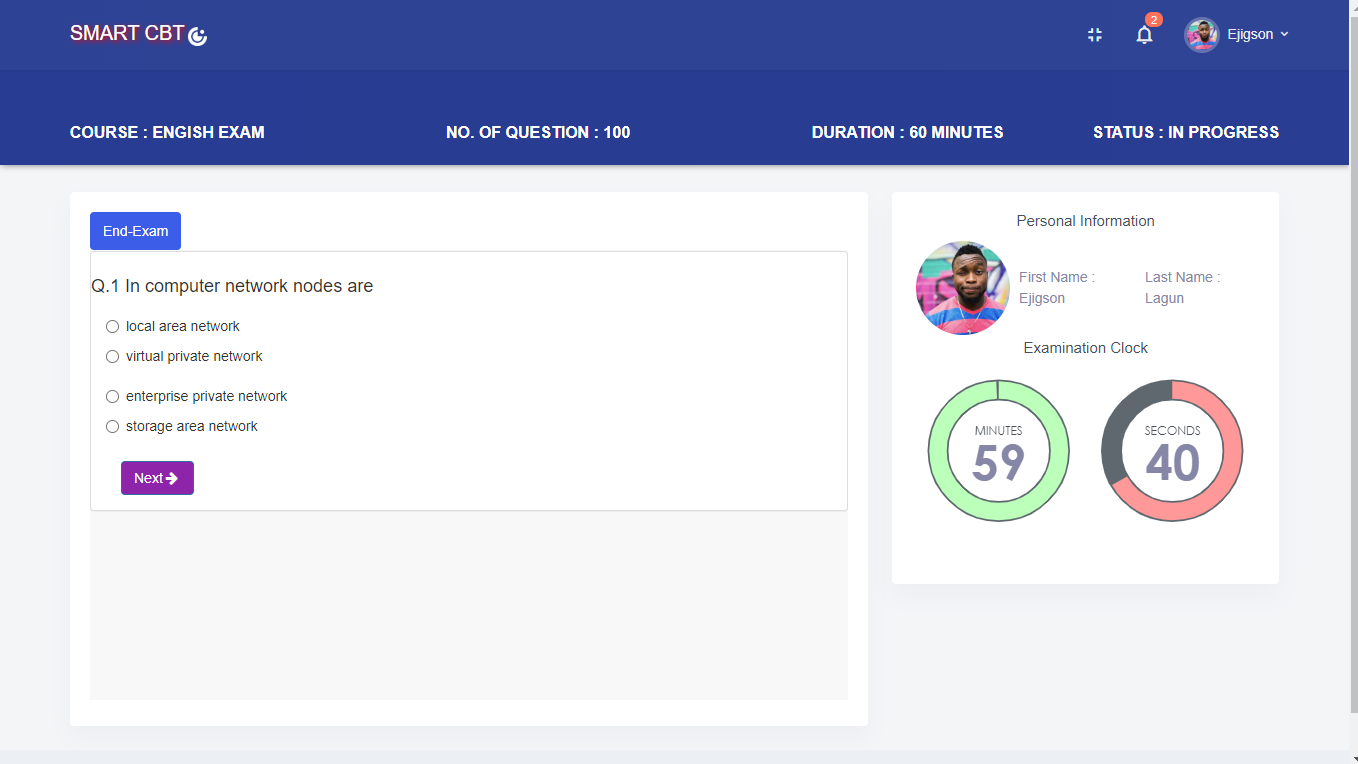 SMART CBT
2
Ejigson
COURSE : ENGISH EXAM
NO. OF QUESTION : 100
DURATION : 60 MINUTES
STATUS : IN PROGRESS
End-Exam
Q.1 In computer network nodes are
local area network
virtual private network
enterprise private network
storage area network
Next
Personal Information
First Name :
Ejigson
Last Name :
Lagun
Examination Clock
MINUTES
59
SECONDS
40